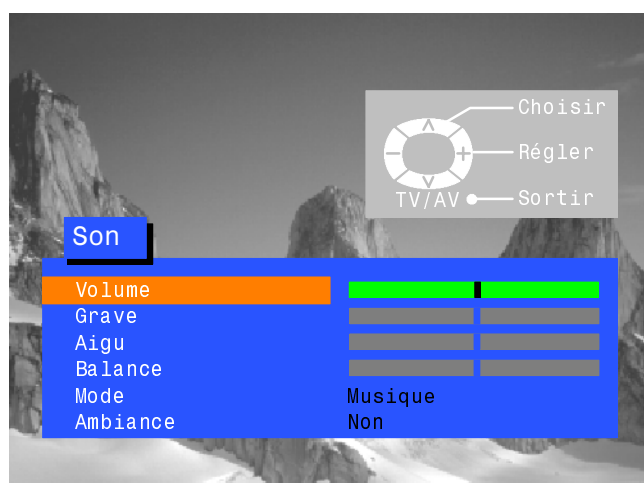 Choisir
Régler
TV/AV Sortir
Son
Volume
Grave
Aigu
Balance
Mode Musique
Ambiance Non